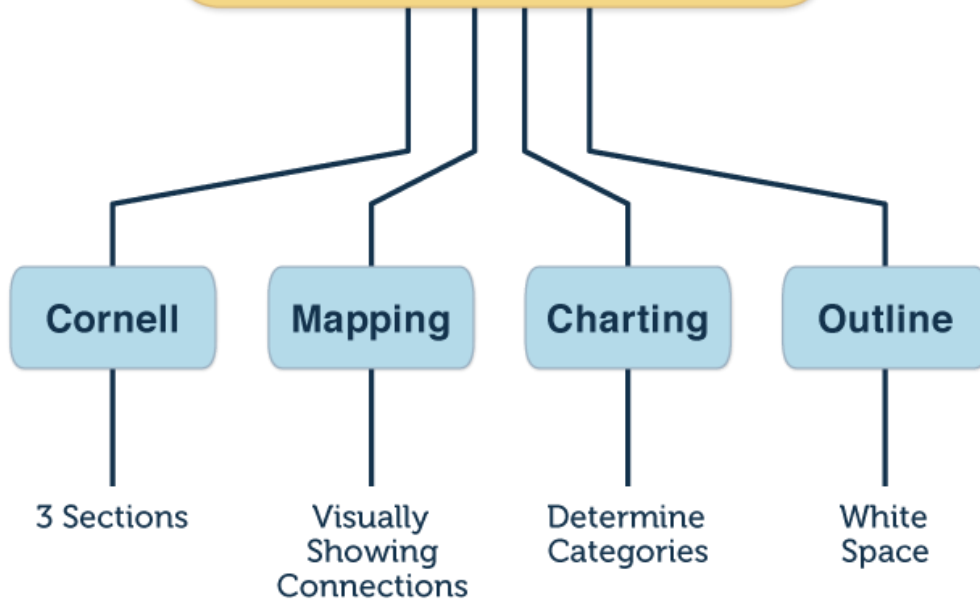 Cornell
Mapping
Charting
Outline
3 Sections
Visually
Showing
Connections
Determine
Categories
White
Space